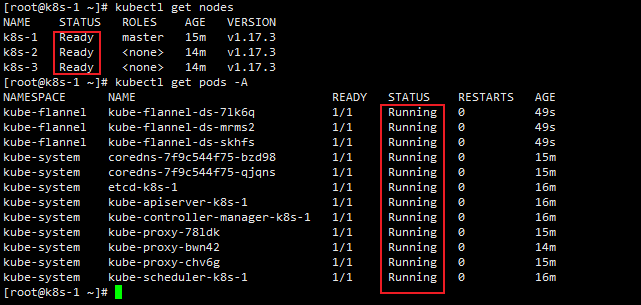 [root@k8s-1 ~]# kubectl get nodes
NAME STATUS ROLES AGE VERSION
k8s-1 Ready master 15m v1.17.3
k8s-2 Ready <none> 14m v1.17.3
k8s-3 Ready <none> 14m v1.17.3
[root@k8s-1 ~]# kubectl get pods -A
NAMESPACE NAME READY STATUS RESTARTS AGE
kube-flannel kube-flannel-ds-7lk6q 1/1 Running 0 49s
kube-flannel kube-flannel-ds-mrms2 1/1 Running 0 49s
kube-flannel kube-flannel-ds-skhfs 1/1 Running 0 49s
kube-system coredns-7f9c544f75-bzd98 1/1 Running 0 15m
kube-system coredns-7f9c544f75-qjqns 1/1 Running 0 15m
kube-system etcd-k8s-1 1/1 Running 0 16m
kube-system kube-apiserver-k8s-1 1/1 Running 0 16m
kube-system kube-controller-manager-k8s-1 1/1 Running 0 16m
kube-system kube-proxy-78ldk 1/1 Running 0 15m
kube-system kube-proxy-bwn42 1/1 Running 0 14m
kube-system kube-proxy-chv6g 1/1 Running 0 15m
kube-system kube-scheduler-k8s-1 1/1 Running 0 16m
[root@k8s-1 ~]#